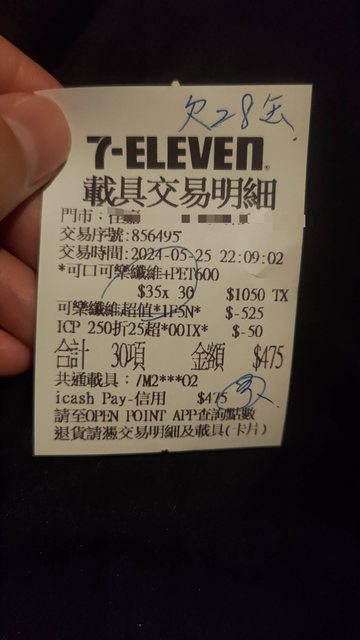 欠28瓶
7-ELEVEN®
載具交易明細
門市:
交易序號:856495
交易時間:2024-05-25 22:09:02
*可口可樂纖維+PET600
$35x 30 $1050 TX
可樂纖維超值*1F5N* $-525
ICP 250折25超*00IX* $-50
合計 30項 金額 $475
共通載具: /M2***02
icash Pay-信用 $475
請至OPEN POINT APP查詢點數
退貨請憑交易明細及載具(卡片)